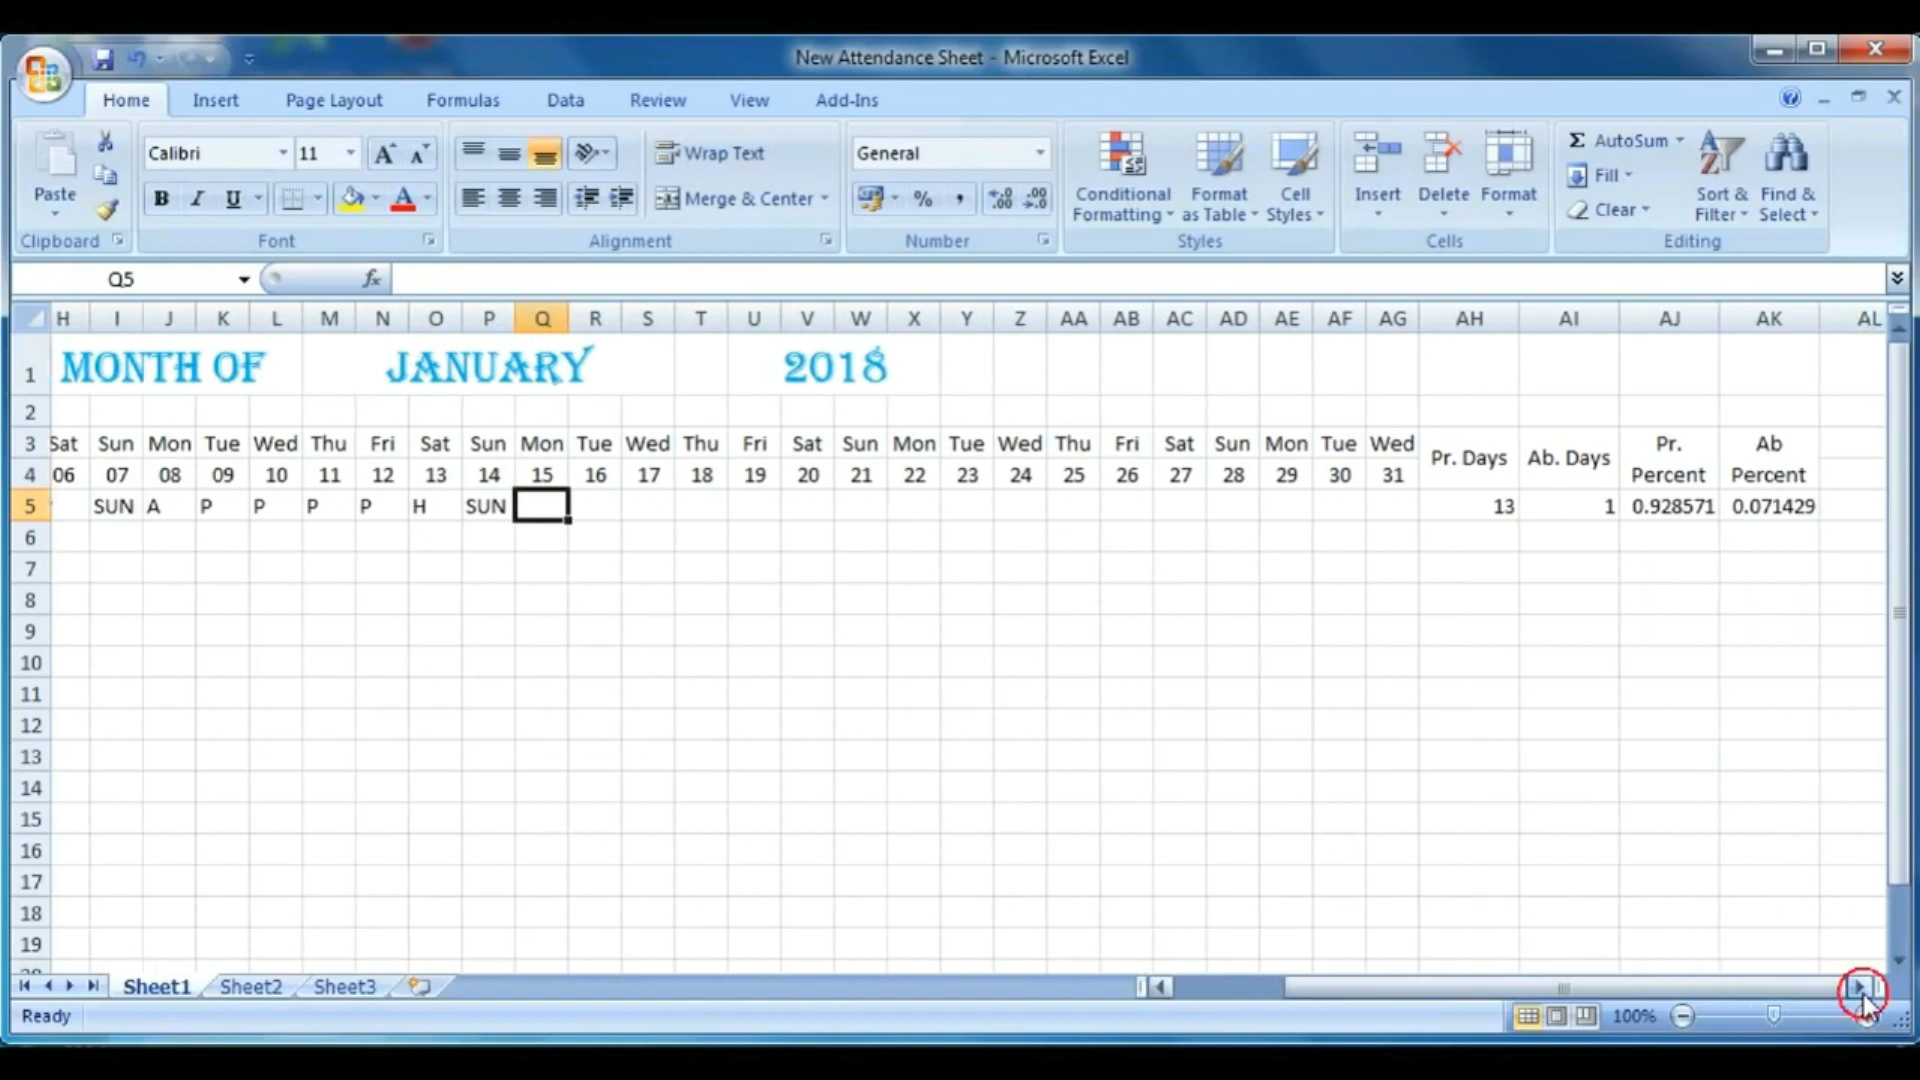 New Attendance Sheet - Microsoft Excel
Home Insert Page Layout Formulas Data Review View Add-Ins
Calibri 11 A A Wrap Text General Σ AutoSum
Paste B I U A Merge & Center % , Conditional Formatting Format as Table Cell Styles Insert Delete Format Fill Clear Sort & Filter Find & Select
Clipboard Font Alignment Number Styles Cells Editing
Q5 fx
H I J K L M N O P Q R S T U V W X Y Z AA AB AC AD AE AF AG AH AI AJ AK AL
1 MONTH OF JANUARY 2018
2
3 Sat Sun Mon Tue Wed Thu Fri Sat Sun Mon Tue Wed Thu Fri Sat Sun Mon Tue Wed Thu Fri Sat Sun Mon Tue Wed Pr. Days Ab. Days Pr. Percent Ab Percent
4 06 07 08 09 10 11 12 13 14 15 16 17 18 19 20 21 22 23 24 25 26 27 28 29 30 31
5 SUN A P P P P H SUN 13 1 0.928571 0.071429
6
7
8
9
10
11
12
13
14
15
16
17
18
19
Sheet1 Sheet2 Sheet3
Ready 100%